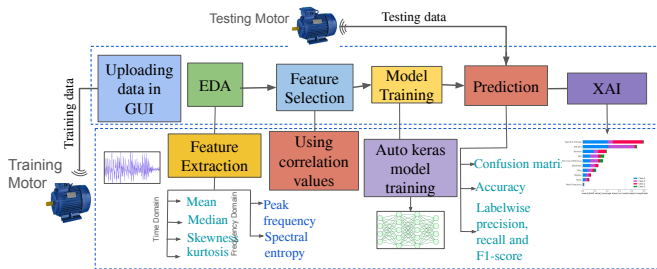 Testing Motor
Testing data
Uploading
data in
GUI
EDA
Feature
Selection
Model
Training
Prediction
XAI
Training data
Training
Motor
Feature
Extraction
Using
correlation
values
Auto keras
model
training
Time Domain
Mean
Median
Skewness
kurtosis
Frequency Domain
Peak
frequency
Spectral
entropy
Confusion matri
Accuracy
Labelwise
precision,
recall and
F1-score